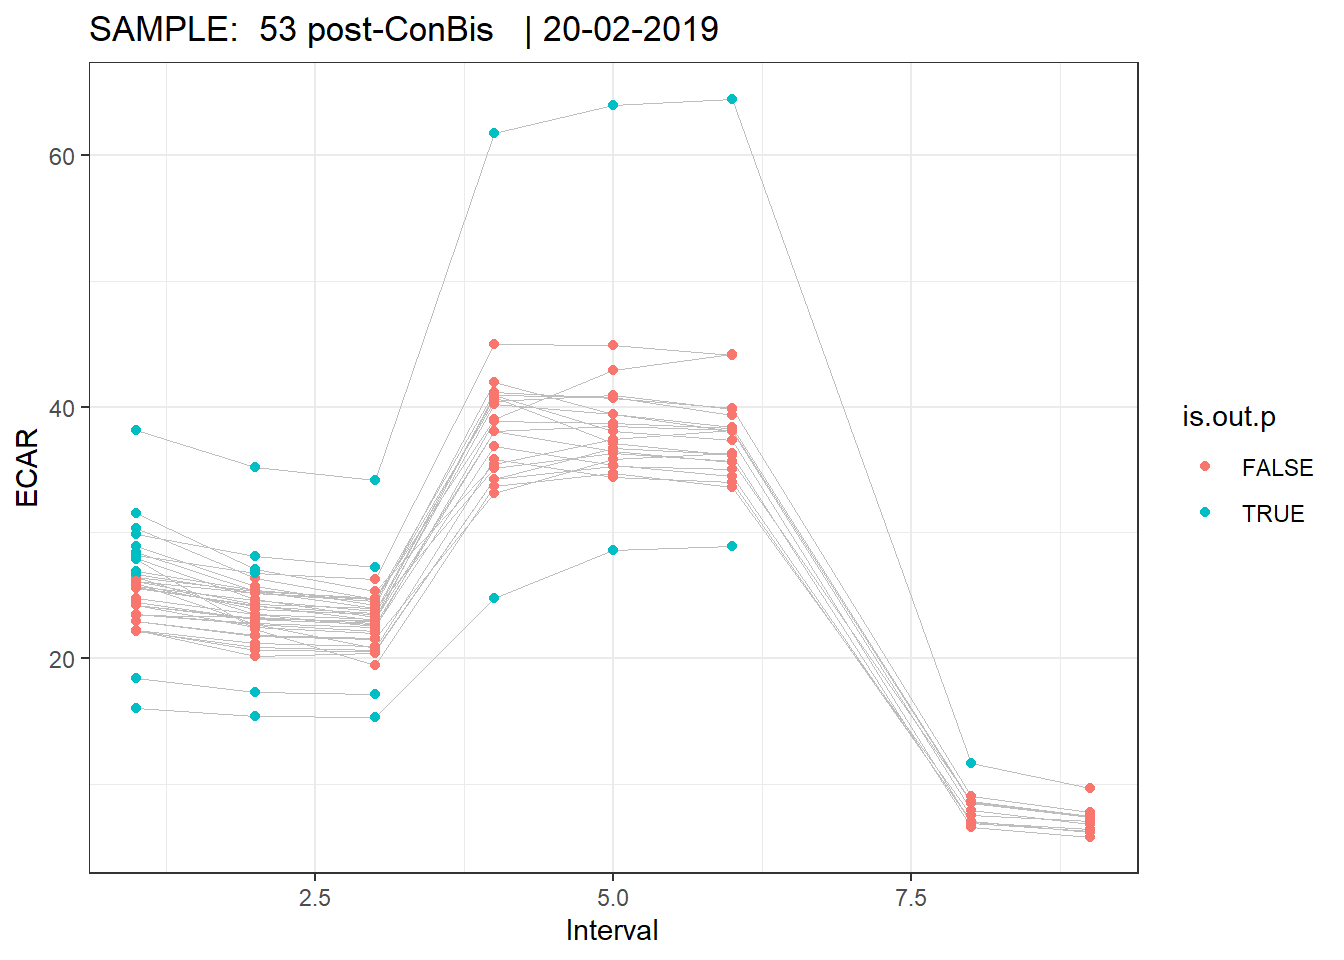 SAMPLE:  53 post-ConBis   | 20-02-2019
60
40
20
ECAR
2.5
5.0
7.5
Interval
is.out.p
FALSE
TRUE